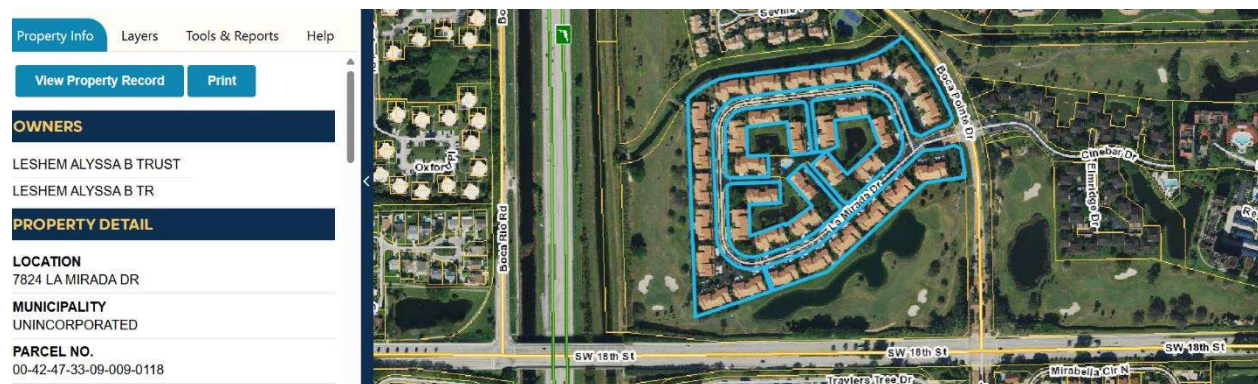 Property Info Layers Tools & Reports Help
View Property Record Print
OWNERS
LESHEM ALYSSA B TRUST
LESHEM ALYSSA B TR
PROPERTY DETAIL
LOCATION
7824 LA MIRADA DR
MUNICIPALITY
UNINCORPORATED
PARCEL NO.
00-42-47-33-09-009-0118
Boca Rio Rd
Oxford Pl
Boca Pointe Dr
La Mirada Dr
Cinebar Dr
Elmridge Dr
SW 18th St
SW 18th St
SW 18th St
Travlers Tree Dr
Mirabella Cir N